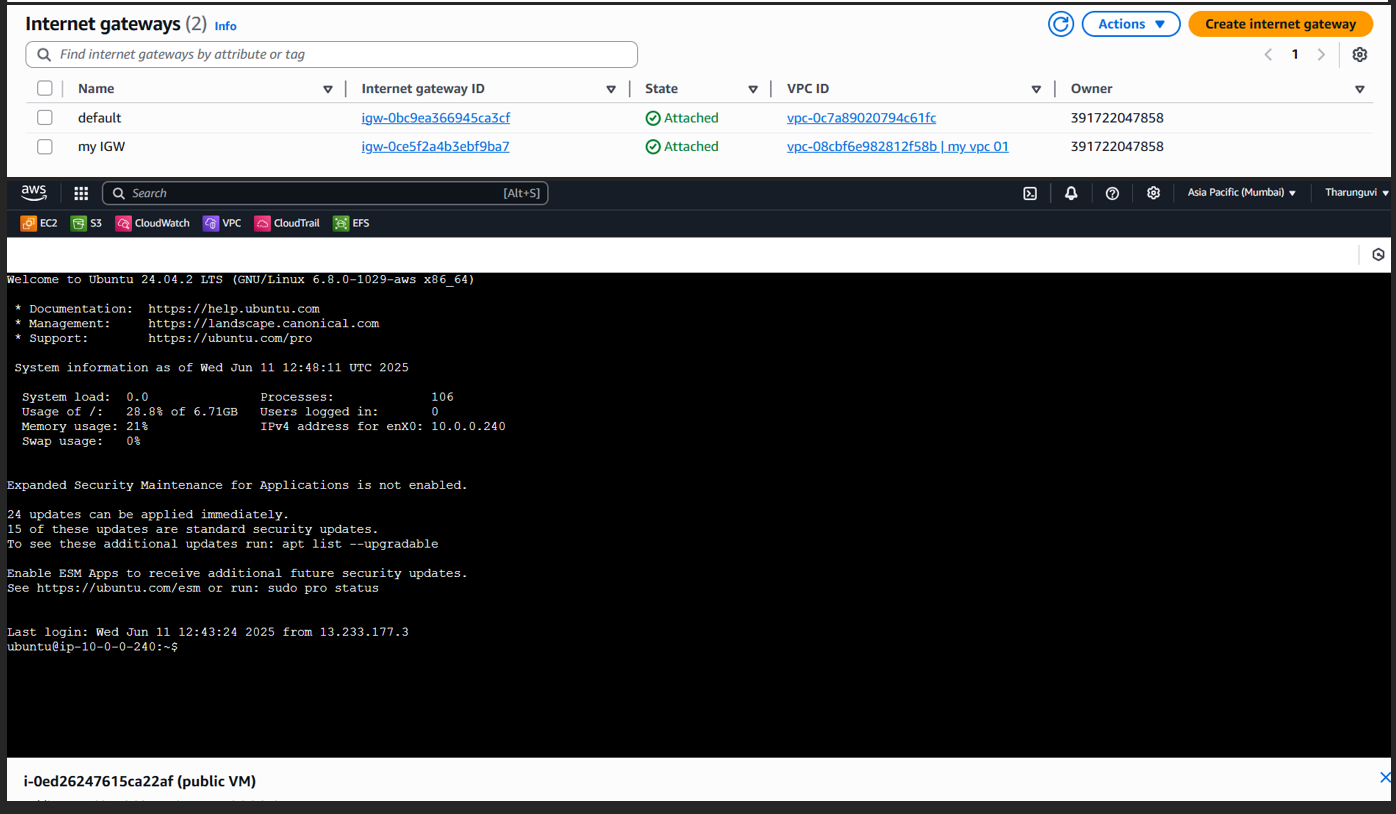 Internet gateways (2) Info
Actions Create internet gateway
Find internet gateways by attribute or tag
1
Name Internet gateway ID State VPC ID Owner
default igw-0bc9ea366945ca3cf Attached vpc-0c7a89020794c61fc 391722047858
my IGW igw-0ce5f2a4b3ebf9ba7 Attached vpc-08cbf6e982812f58b | my vpc 01 391722047858
aws Search [Alt+S] Asia Pacific (Mumbai) Tharunguvi
EC2 S3 CloudWatch VPC CloudTrail EFS
Welcome to Ubuntu 24.04.2 LTS (GNU/Linux 6.8.0-1029-aws x86_64)
* Documentation: https://help.ubuntu.com
* Management: https://landscape.canonical.com
* Support: https://ubuntu.com/pro
System information as of Wed Jun 11 12:48:11 UTC 2025
System load: 0.0 Processes: 106
Usage of /: 28.8% of 6.71GB Users logged in: 0
Memory usage: 21% IPv4 address for enX0: 10.0.0.240
Swap usage: 0%
Expanded Security Maintenance for Applications is not enabled.
24 updates can be applied immediately.
15 of these updates are standard security updates.
To see these additional updates run: apt list --upgradable
Enable ESM Apps to receive additional future security updates.
See https://ubuntu.com/esm or run: sudo pro status
Last login: Wed Jun 11 12:43:24 2025 from 13.233.177.3
ubuntu@ip-10-0-0-240:~$
i-0ed26247615ca22af (public VM)